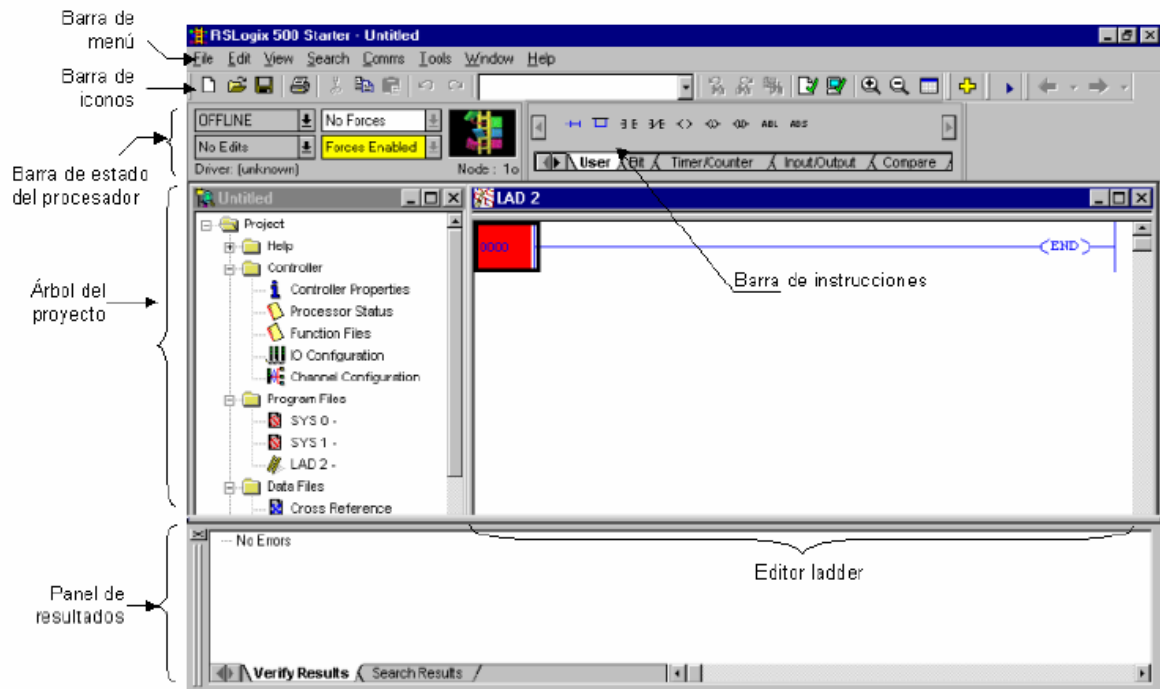 Barra de
menú
Barra de
iconos
Barra de estado
del procesador
Árbol del
proyecto
Panel de
resultados
RSLogix 500 Starter - Untitled
File Edit View Search Comms Tools Window Help
OFFLINE No Forces
No Edits Forces Enabled
Driver: (unknown) Node : 1o
ABL ABS
User Bit Timer/Counter Input/Output Compare
Untitled
Project
Help
Controller
Controller Properties
Processor Status
Function Files
IO Configuration
Channel Configuration
Program Files
SYS 0 -
SYS 1 -
LAD 2 -
Data Files
Cross Reference
LAD 2
0000
END
Barra de instrucciones
Editor ladder
No Errors
Verify Results Search Results